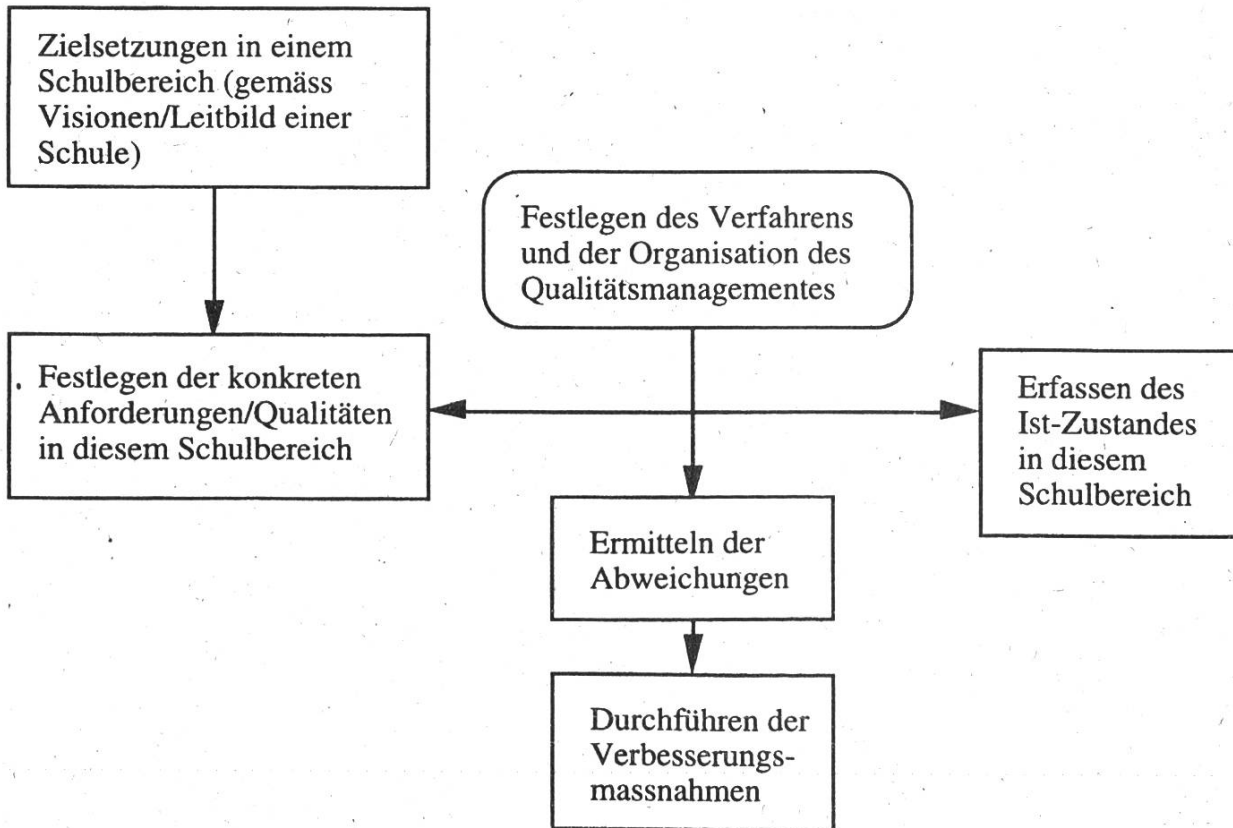 Zielsetzungen in einem
Schulbereich (gemäss
Visionen/Leitbild einer
Schule)
Festlegen des Verfahrens
und der Organisation des
Qualitätsmanagementes
Festlegen der konkreten
Anforderungen/Qualitäten
in diesem Schulbereich
Erfassen des
Ist-Zustandes
in diesem
Schulbereich
Ermitteln der
Abweichungen
Durchführen der
Verbesserungs-
massnahmen